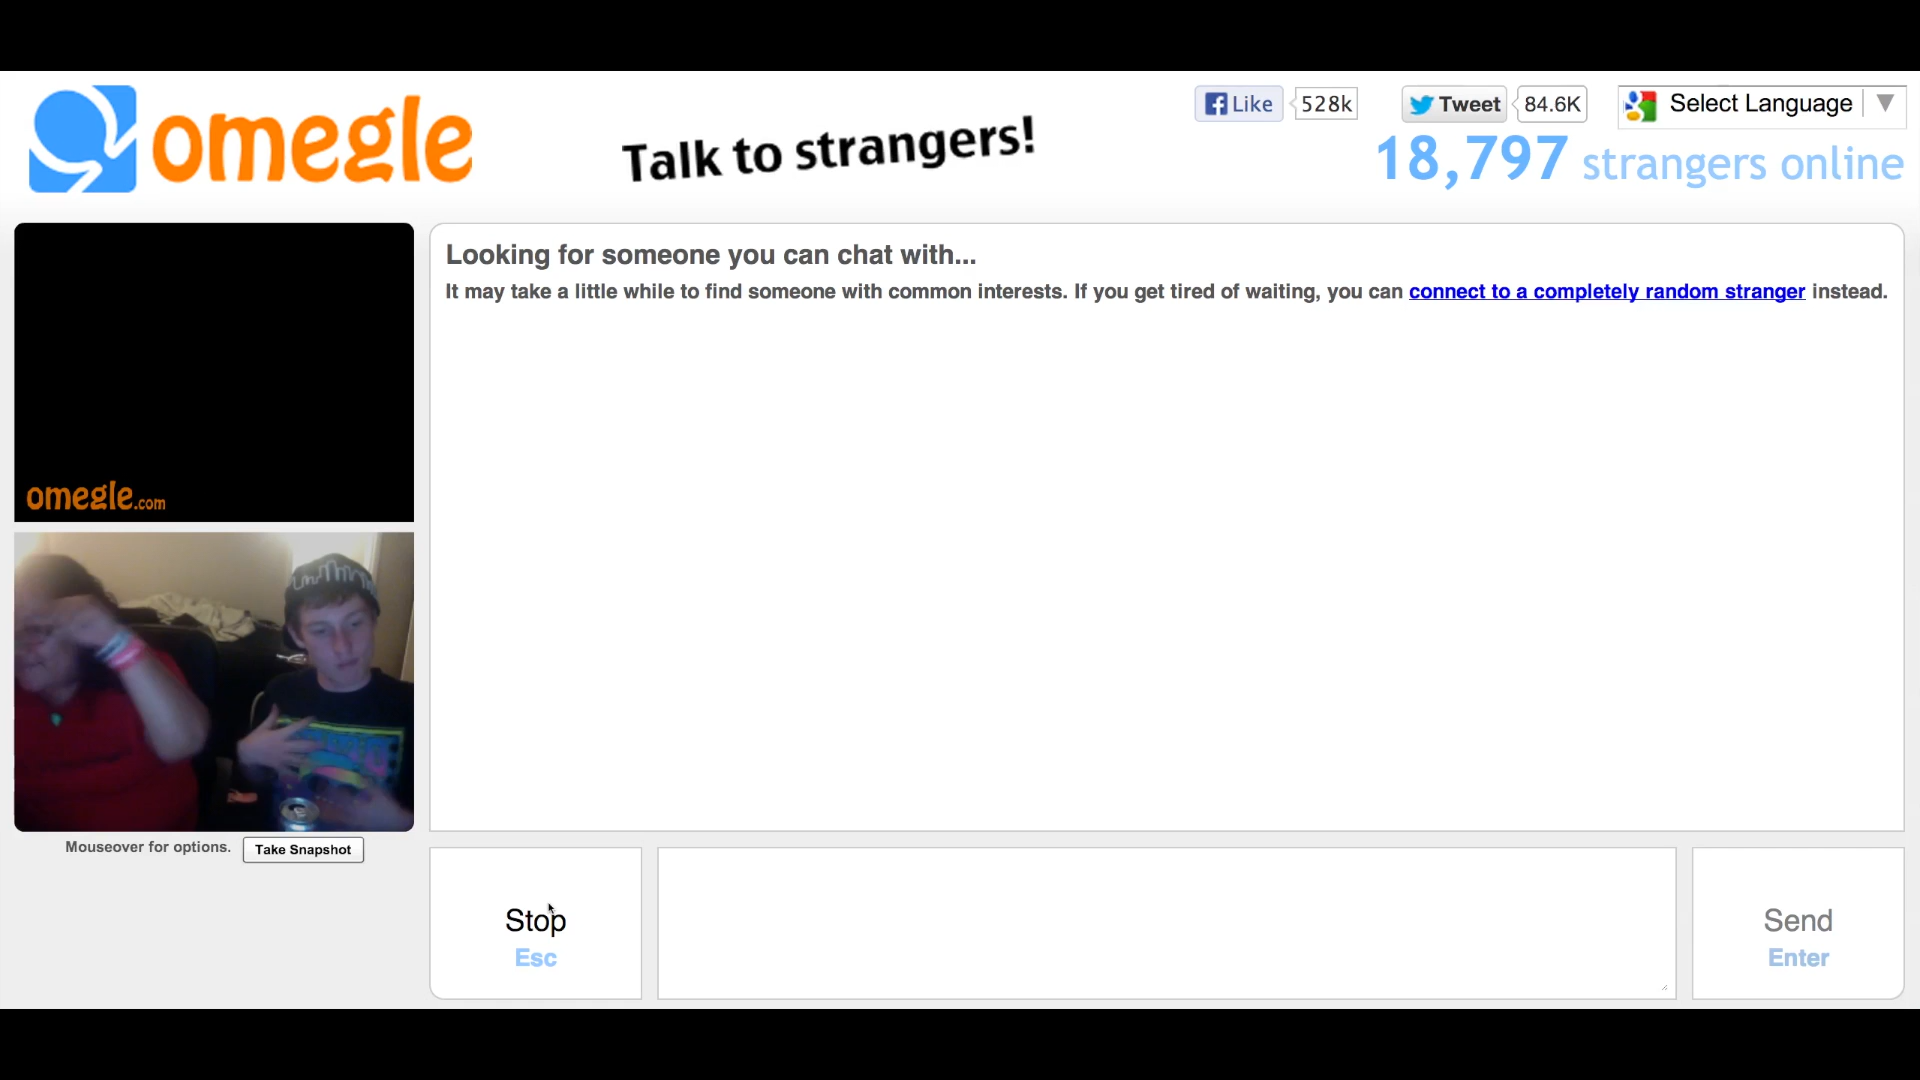 omegle
Talk to strangers!
Like
528k
Tweet
84.6K
Select Language
18,797 strangers online
Looking for someone you can chat with...
It may take a little while to find someone with common interests. If you get tired of waiting, you can connect to a completely random stranger instead.
omegle.com
Mouseover for options.
Take Snapshot
Stop
Esc
Send
Enter